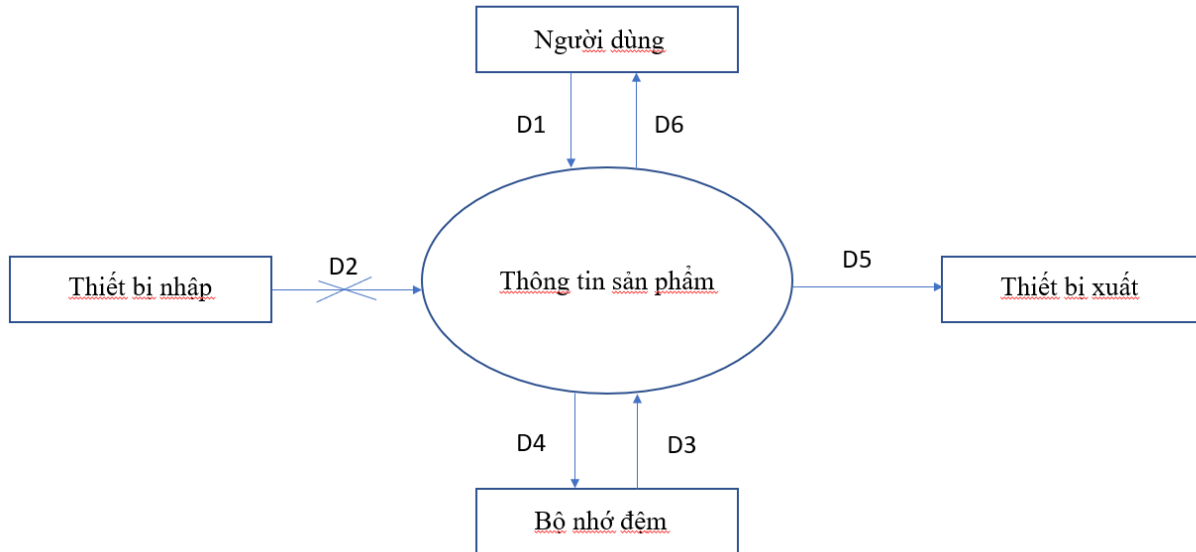 Người dùng
D1
D6
Thiết bị nhập
D2
Thông tin sản phẩm
D5
Thiết bị xuất
D4
D3
Bộ nhớ đệm